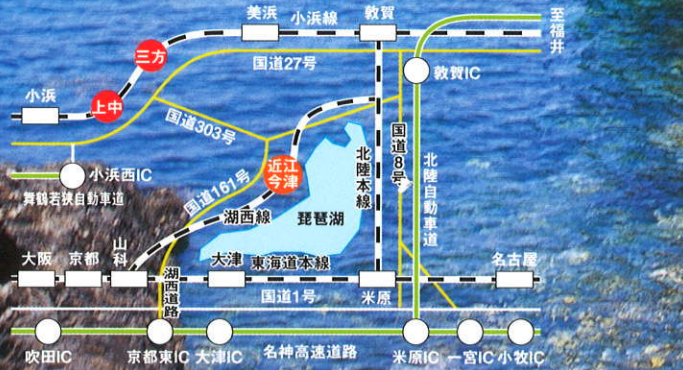 美浜
小浜線
敦賀
至福井
三方
国道27号
敦賀IC
小浜
上中
国道303号
近江今津
国道8号
北陸本線
北陸自動車道
小浜西IC
舞鶴若狭自動車道
国道161号
湖西線
琵琶湖
大阪
京都
山科
大津
東海道本線
名古屋
湖西道路
国道1号
米原
吹田IC
京都東IC
大津IC
名神高速道路
米原IC
一宮IC
小牧IC